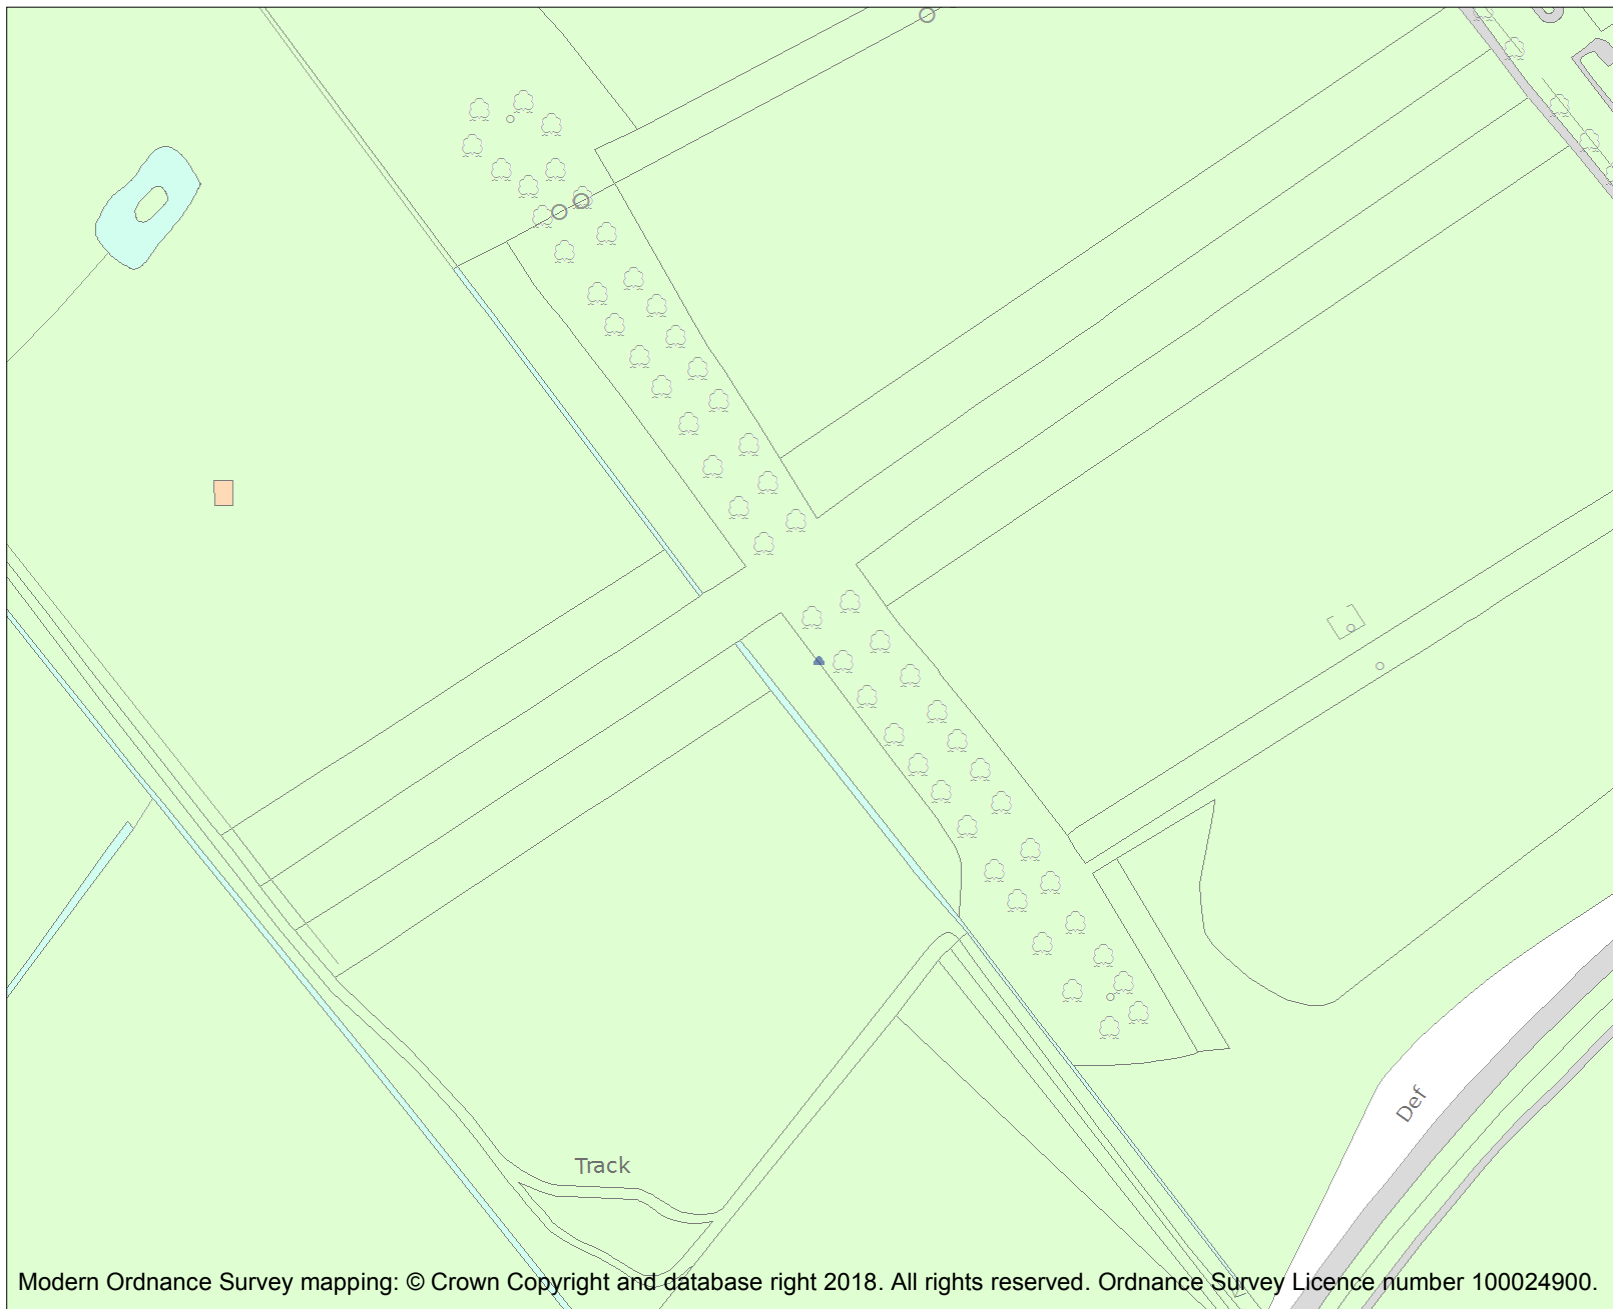 Def
Track
Modern Ordnance Survey mapping: © Crown Copyright and database right 2018. All rights reserved. Ordnance Survey Licence number 100024900.